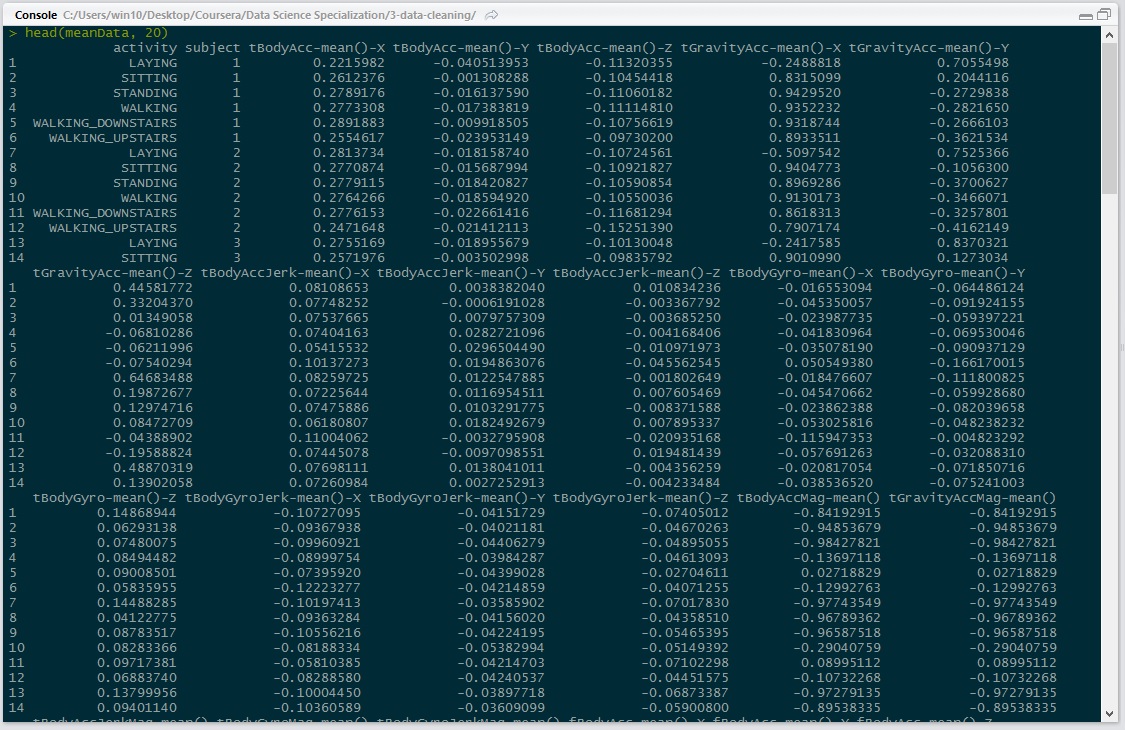 Console C:/Users/win10/Desktop/Coursera/Data Science Specialization/3-data-cleaning/
> head(meanData, 20)
activity subject tBodyAcc-mean()-X tBodyAcc-mean()-Y tBodyAcc-mean()-Z tGravityAcc-mean()-X tGravityAcc-mean()-Y
1 LAYING 1 0.2215982 -0.040513953 -0.11320355 -0.2488818 0.7055498
2 SITTING 1 0.2612376 -0.001308288 -0.10454418 0.8315099 0.2044116
3 STANDING 1 0.2789176 -0.016137590 -0.11060182 0.9429520 -0.2729838
4 WALKING 1 0.2773308 -0.017383819 -0.11114810 0.9352232 -0.2821650
5 WALKING_DOWNSTAIRS 1 0.2891883 -0.009918505 -0.10756619 0.9318744 -0.2666103
6 WALKING_UPSTAIRS 1 0.2554617 -0.023953149 -0.09730200 0.8933511 -0.3621534
7 LAYING 2 0.2813734 -0.018158740 -0.10724561 -0.5097542 0.7525366
8 SITTING 2 0.2770874 -0.015687994 -0.10921827 0.9404773 -0.1056300
9 STANDING 2 0.2779115 -0.018420827 -0.10590854 0.8969286 -0.3700627
10 WALKING 2 0.2764266 -0.018594920 -0.10550036 0.9130173 -0.3466071
11 WALKING_DOWNSTAIRS 2 0.2776153 -0.022661416 -0.11681294 0.8618313 -0.3257801
12 WALKING_UPSTAIRS 2 0.2471648 -0.021412113 -0.15251390 0.7907174 -0.4162149
13 LAYING 3 0.2755169 -0.018955679 -0.10130048 -0.2417585 0.8370321
14 SITTING 3 0.2571976 -0.003502998 -0.09835792 0.9010990 0.1273034
tGravityAcc-mean()-Z tBodyAccJerk-mean()-X tBodyAccJerk-mean()-Y tBodyAccJerk-mean()-Z tBodyGyro-mean()-X tBodyGyro-mean()-Y
1 0.44581772 0.08108653 0.0038382040 0.010834236 -0.016553094 -0.064486124
2 0.33204370 0.07748252 -0.0006191028 -0.003367792 -0.045350057 -0.091924155
3 0.01349058 0.07537665 0.0079757309 -0.003685250 -0.023987735 -0.059397221
4 -0.06810286 0.07404163 0.0282721096 -0.004168406 -0.041830964 -0.069530046
5 -0.06211996 0.05415532 0.0296504490 -0.010971973 -0.035078190 -0.090937129
6 -0.07540294 0.10137273 0.0194863076 -0.045562545 0.050549380 -0.166170015
7 0.64683488 0.08259725 0.0122547885 -0.001802649 -0.018476607 -0.111800825
8 0.19872677 0.07225644 0.0116954511 0.007605469 -0.045470662 -0.059928680
9 0.12974716 0.07475886 0.0103291775 -0.008371588 -0.023862388 -0.082039658
10 0.08472709 0.06180807 0.0182492679 0.007895337 -0.053025816 -0.048238232
11 -0.04388902 0.11004062 -0.0032795908 -0.020935168 -0.115947353 -0.004823292
12 -0.19588824 0.07445078 -0.0097098551 0.019481439 -0.057691263 -0.032088310
13 0.48870319 0.07698111 0.0138041011 -0.004356259 -0.020817054 -0.071850716
14 0.13902058 0.07260984 0.0027252913 -0.004233484 -0.038536520 -0.075241003
tBodyGyro-mean()-Z tBodyGyroJerk-mean()-X tBodyGyroJerk-mean()-Y tBodyGyroJerk-mean()-Z tBodyAccMag-mean() tGravityAccMag-mean()
1 0.14868944 -0.10727095 -0.04151729 -0.07405012 -0.84192915 -0.84192915
2 0.06293138 -0.09367938 -0.04021181 -0.04670263 -0.94853679 -0.94853679
3 0.07480075 -0.09960921 -0.04406279 -0.04895055 -0.98427821 -0.98427821
4 0.08494482 -0.08999754 -0.03984287 -0.04613093 -0.13697118 -0.13697118
5 0.09008501 -0.07395920 -0.04399028 -0.02704611 0.02718829 0.02718829
6 0.05835955 -0.12223277 -0.04214859 -0.04071255 -0.12992763 -0.12992763
7 0.14488285 -0.10197413 -0.03585902 -0.07017830 -0.97743549 -0.97743549
8 0.04122775 -0.09363284 -0.04156020 -0.04358510 -0.96789362 -0.96789362
9 0.08783517 -0.10556216 -0.04224195 -0.05465395 -0.96587518 -0.96587518
10 0.08283366 -0.08188334 -0.05382994 -0.05149392 -0.29040759 -0.29040759
11 0.09717381 -0.05810385 -0.04214703 -0.07102298 0.08995112 0.08995112
12 0.06883740 -0.08288580 -0.04240537 -0.04451575 -0.10732268 -0.10732268
13 0.13799956 -0.10004450 -0.03897718 -0.06873387 -0.97279135 -0.97279135
14 0.09401140 -0.10360589 -0.03609099 -0.05900800 -0.89538335 -0.89538335
tBodyAccJerkMag-mean() tBodyGyroMag-mean() tBodyGyroJerkMag-mean() fBodyAcc-mean()-X fBodyAcc-mean()-Y fBodyAcc-mean()-Z